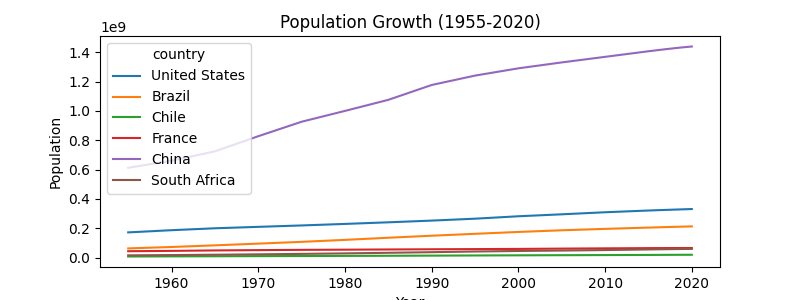 Population Growth (1955-2020)
1e9
1.4
1.2
1.0
0.8
0.6
0.4
0.2
0.0
Population
country
United States
Brazil
Chile
France
China
South Africa
1960 1970 1980 1990 2000 2010 2020
Year